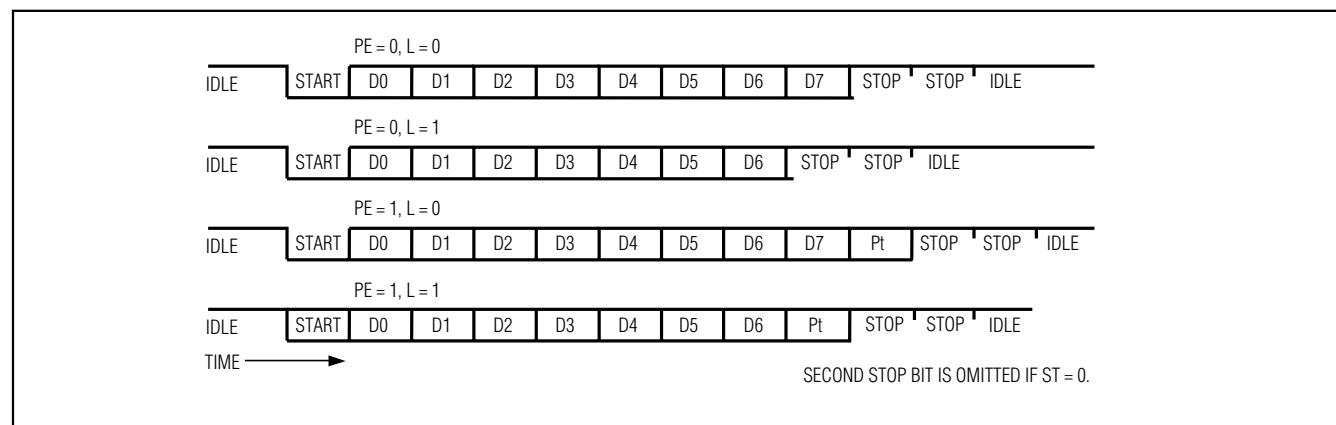 PE = 0, L = 0
IDLE START D0 D1 D2 D3 D4 D5 D6 D7 STOP STOP IDLE
PE = 0, L = 1
IDLE START D0 D1 D2 D3 D4 D5 D6 STOP STOP IDLE
PE = 1, L = 0
IDLE START D0 D1 D2 D3 D4 D5 D6 D7 Pt STOP STOP IDLE
PE = 1, L = 1
IDLE START D0 D1 D2 D3 D4 D5 D6 Pt STOP STOP IDLE
TIME
SECOND STOP BIT IS OMITTED IF ST = 0.